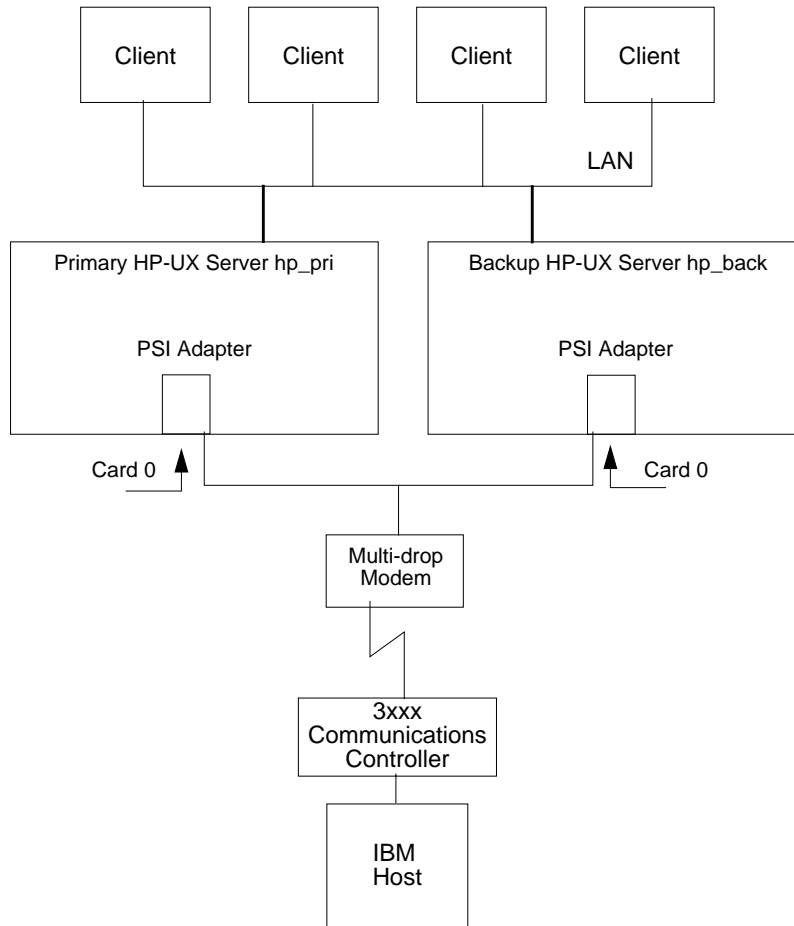 Client
Client
Client
Client
LAN
Primary HP-UX Server hp_pri
Backup HP-UX Server hp_back
PSI Adapter
PSI Adapter
Card 0
Card 0
Multi-drop
Modem
3xxx
Communications
Controller
IBM
Host